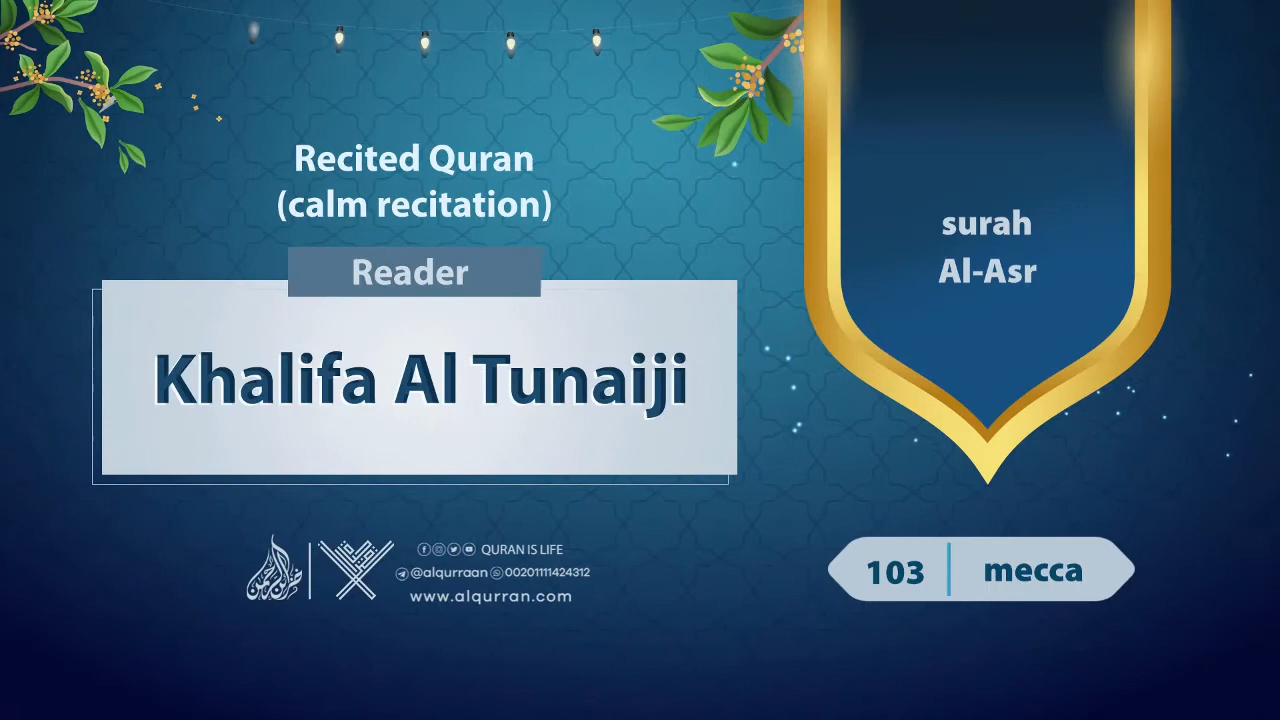 Recited Quran
(calm recitation)
Reader
Khalifa Al Tunaiji
surah
Al-Asr
103 mecca
QURAN IS LIFE
@alqurraan 00201111424312
www.alqurran.com